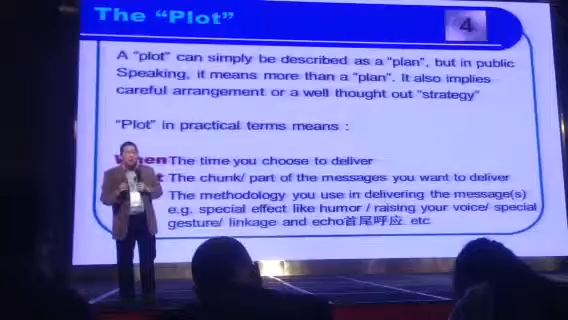 The “Plot”
4
A “plot” can simply be described as a “plan”, but in public
Speaking, it means more than a “plan”. It also implies
careful arrangement or a well thought out “strategy”
“Plot” in practical terms means :
When The time you choose to deliver
The chunk/ part of the messages you want to deliver
The methodology you use in delivering the message(s)
e.g. special effect like humor / raising your voice/ special
gesture/ linkage and echo首尾呼应 etc